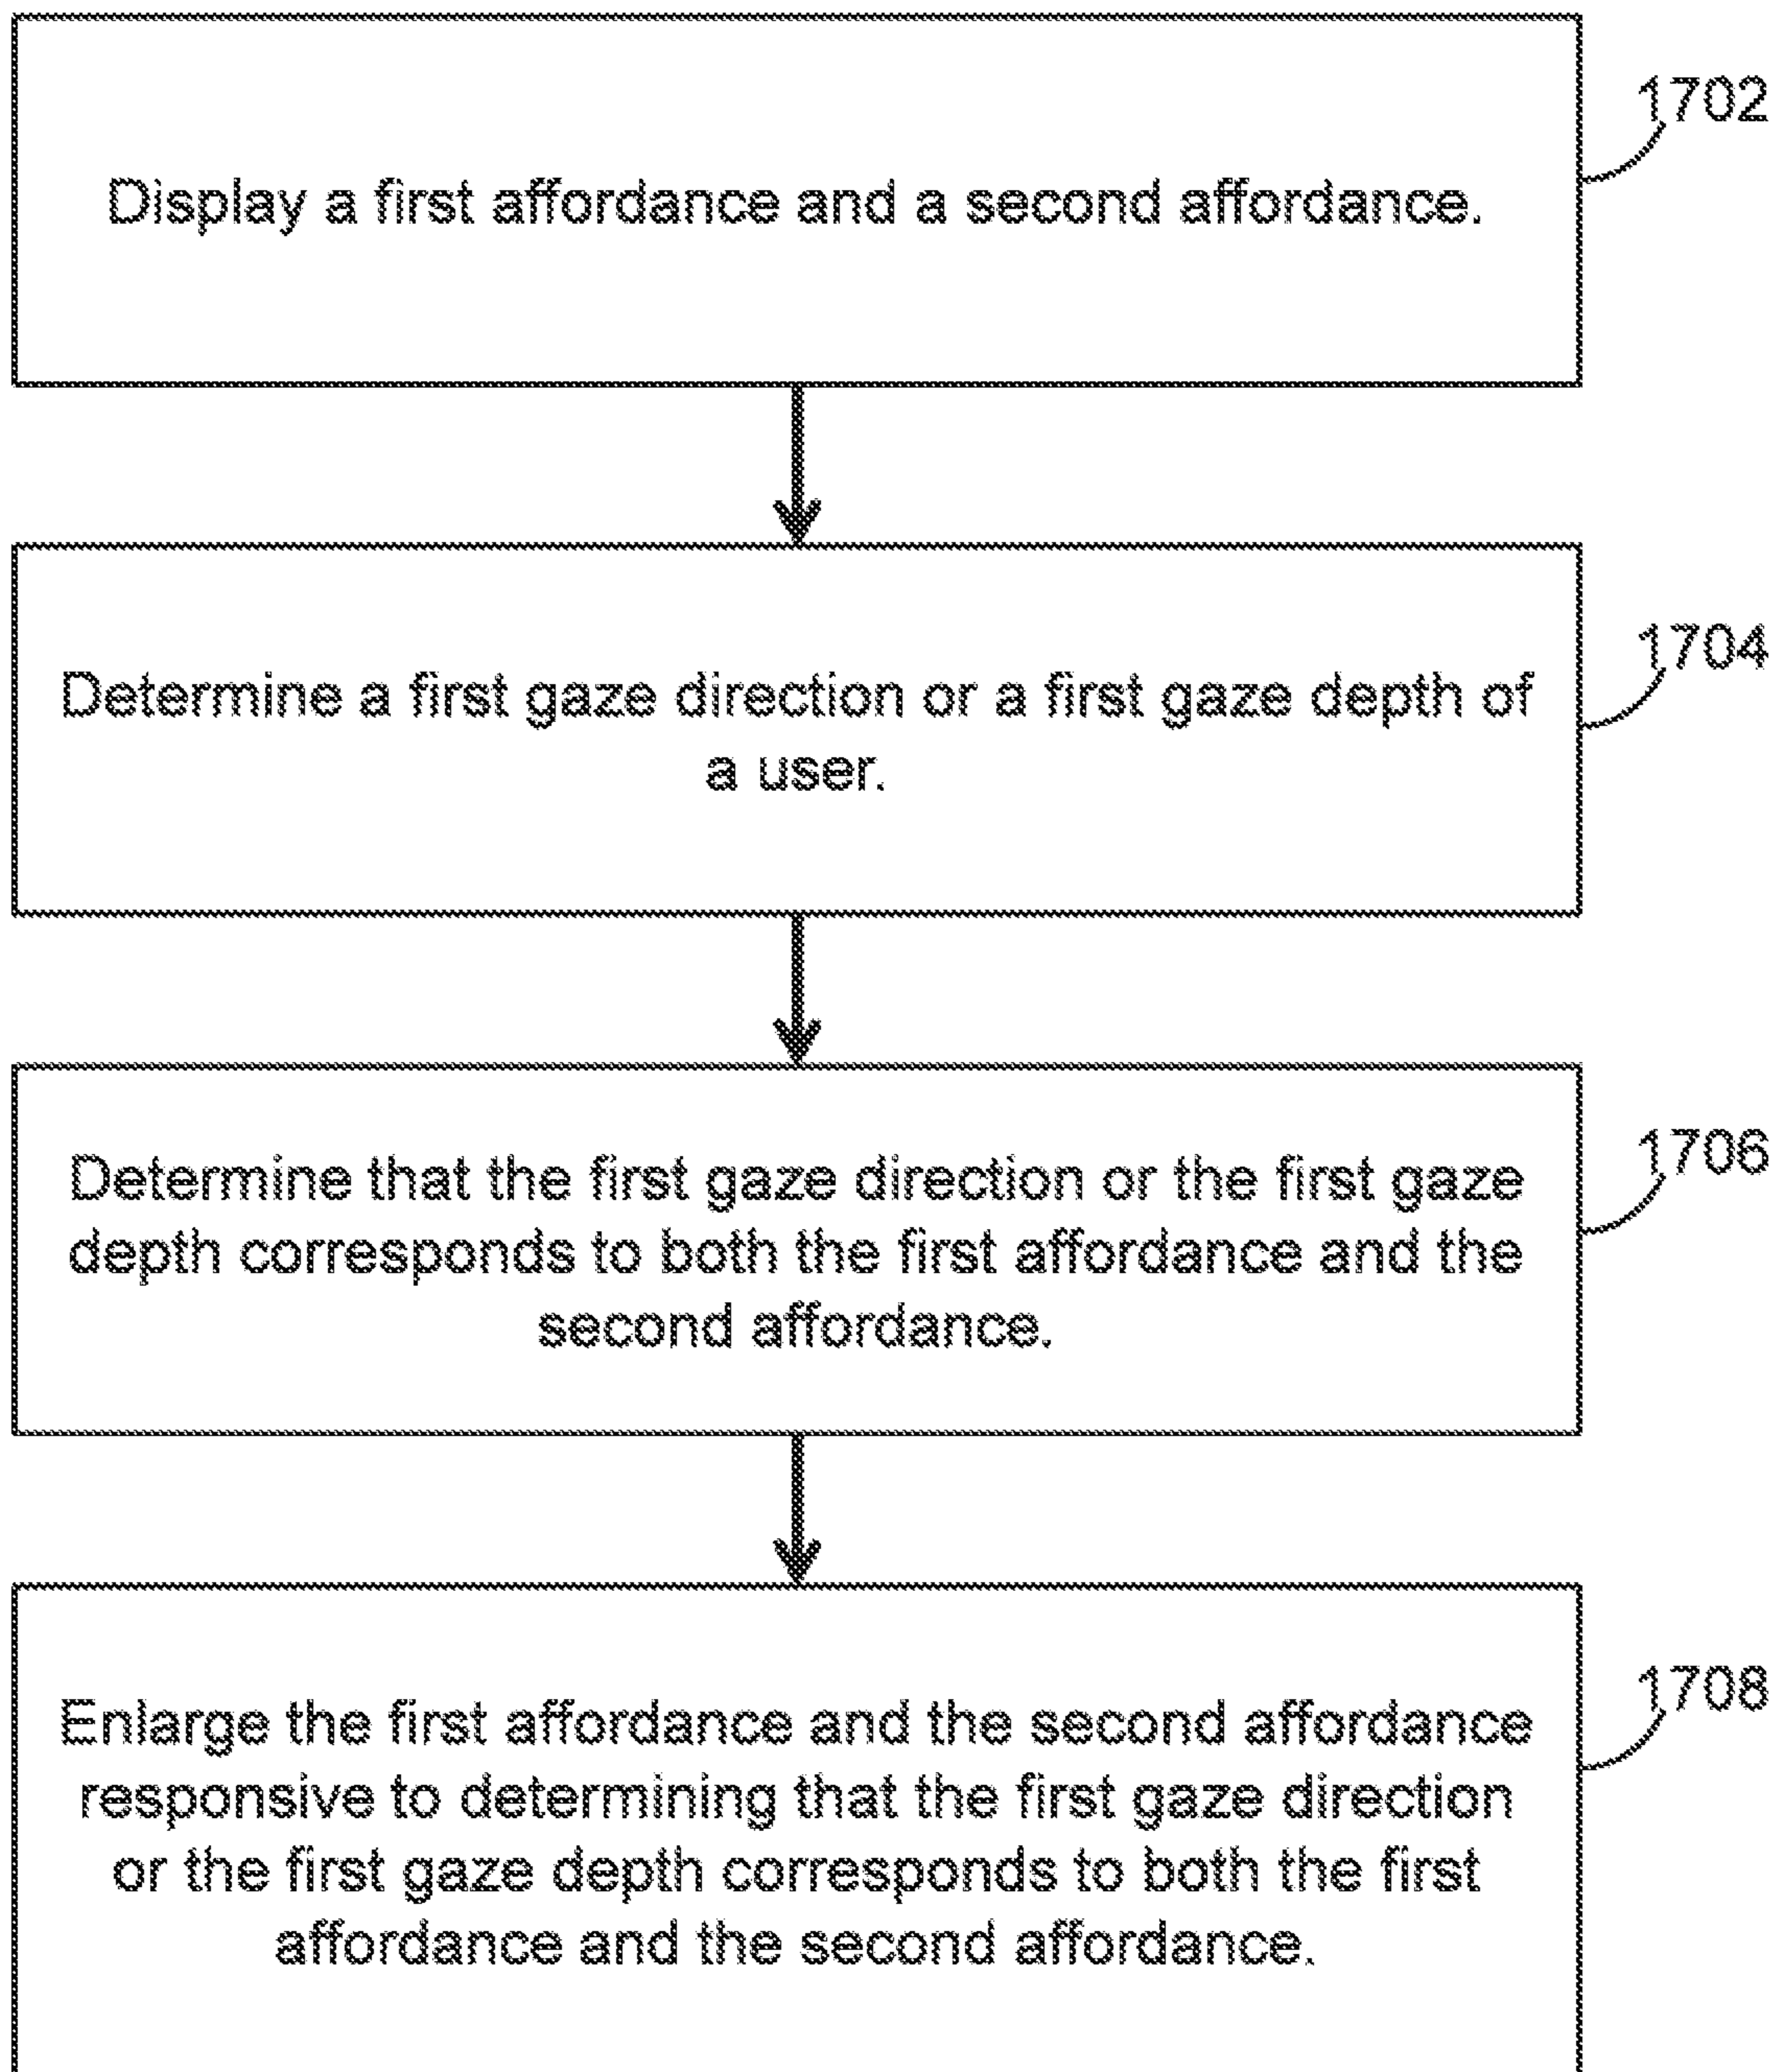 1702
Display a first affordance and a second affordance.
1704
Determine a first gaze direction or a first gaze depth of
a user.
1706
Determine that the first gaze direction or the first gaze
depth corresponds to both the first affordance and the
second affordance.
1708
Enlarge the first affordance and the second affordance
responsive to determining that the first gaze direction
or the first gaze depth corresponds to both the first
affordance and the second affordance.